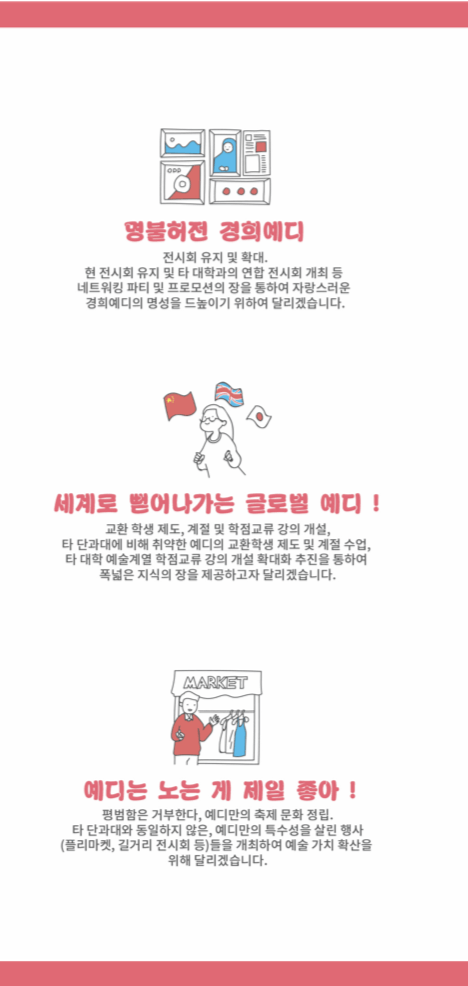 ODD
명불허전 경희예디
전시회 유지 및 확대.
현 전시회 유지 및 타 대학과의 연합 전시회 개최 등
네트워킹 파티 및 프로모션의 장을 통하여 자랑스러운
경희예디의 명성을 드높이기 위하여 달리겠습니다.
세계로 뻗어나가는 글로벌 예디 !
교환 학생 제도, 계절 및 학점교류 강의 개설,
타 단과대에 비해 취약한 예디의 교환학생 제도 및 계절 수업,
타 대학 예술계열 학점교류 강의 개설 확대화 추진을 통하여
폭넓은 지식의 장을 제공하고자 달리겠습니다.
MARKET
예디는 노는 게 제일 좋아 !
평범함은 거부한다, 예디만의 축제 문화 정립.
타 단과대와 동일하지 않은, 예디만의 특수성을 살린 행사
(플리마켓, 길거리 전시회 등)들을 개최하여 예술 가치 확산을
위해 달리겠습니다.